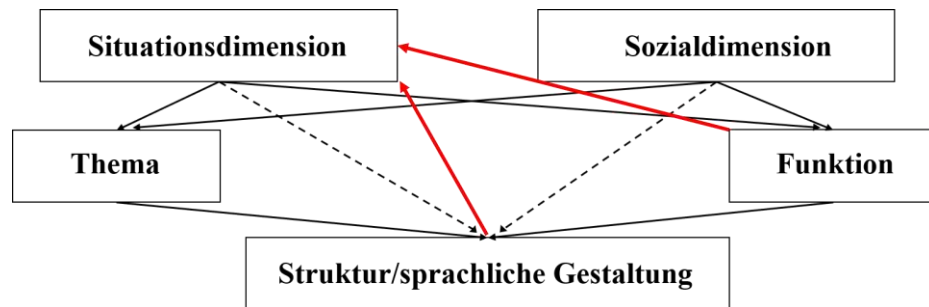 Situationsdimension
Sozialdimension
Thema
Funktion
Struktur/sprachliche Gestaltung